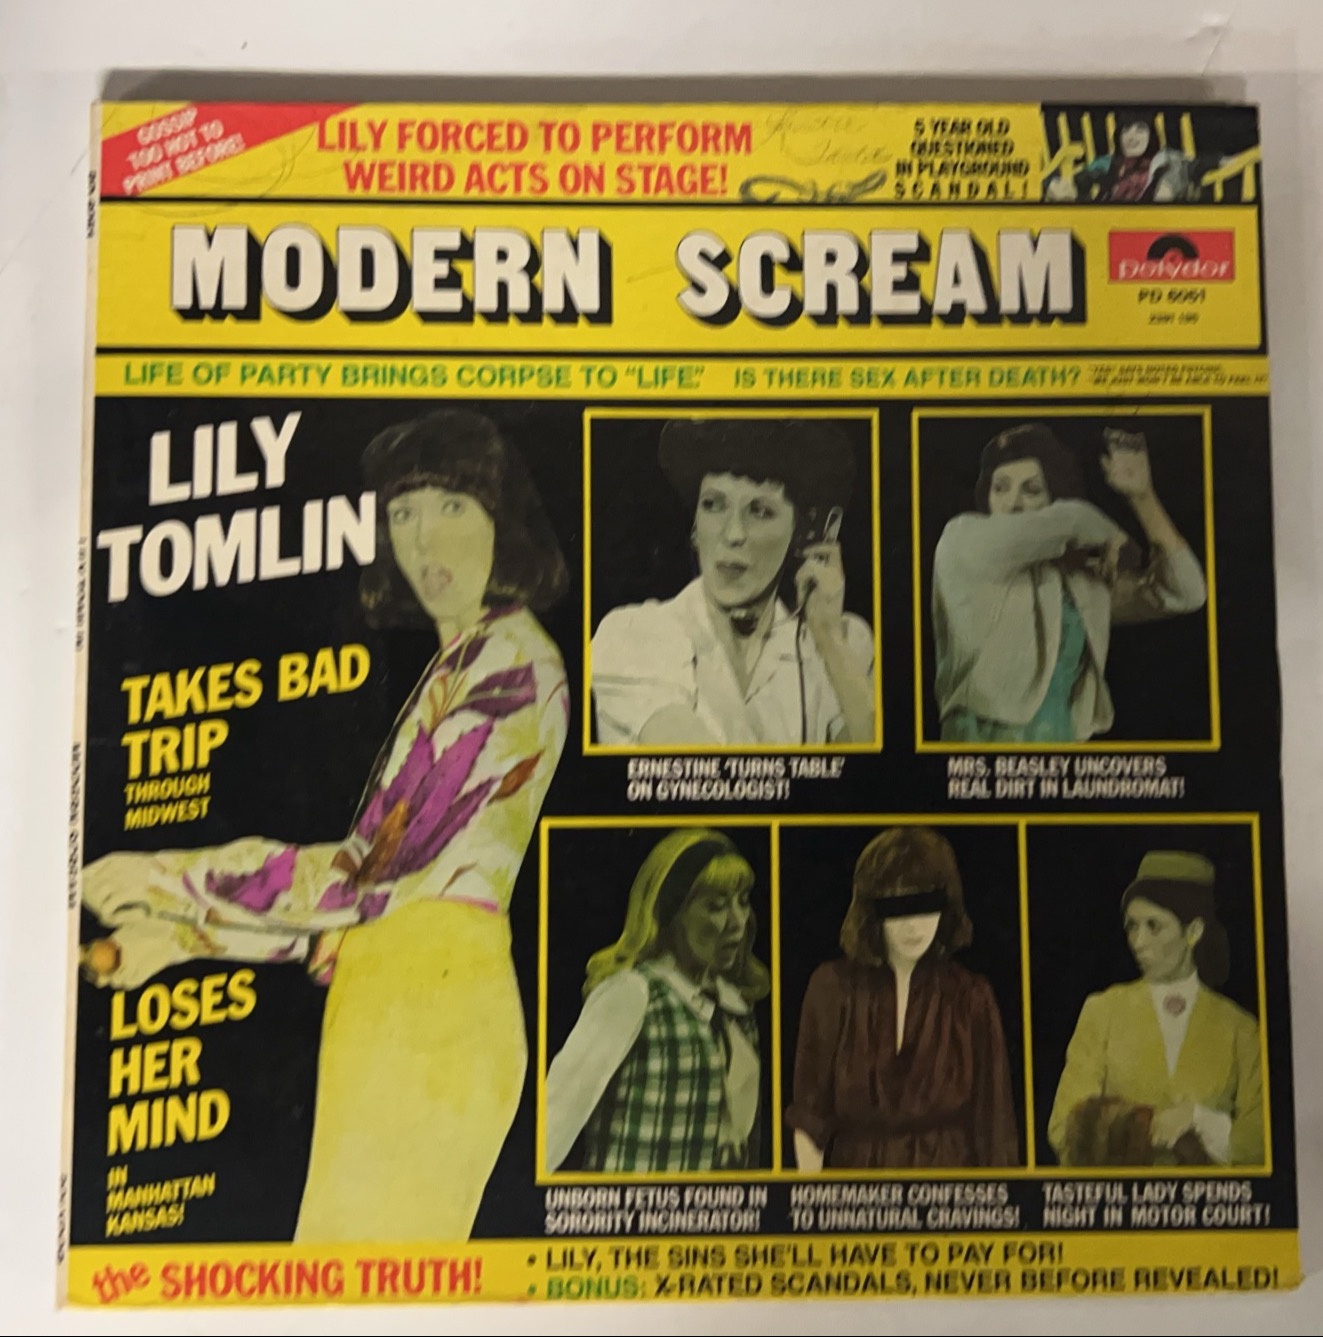 GOSSIP
TOO HOT TO
PRINT BEFORE!
LILY FORCED TO PERFORM
WEIRD ACTS ON STAGE!
5 YEAR OLD
QUESTIONED
IN PLAYGROUND
SCANDAL!
MODERN SCREAM
Polydor
PD 5051
LIFE OF PARTY BRINGS CORPSE TO "LIFE" IS THERE SEX AFTER DEATH?
LILY
TOMLIN
TAKES BAD
TRIP
THROUGH
MIDWEST
ERNESTINE 'TURNS TABLE'
ON GYNECOLOGIST!
MRS. BEASLEY UNCOVERS
REAL DIRT IN LAUNDROMAT!
LOSES
HER
MIND
IN
MANHATTAN
KANSAS!
UNBORN FETUS FOUND IN
SORORITY INCINERATOR!
HOMEMAKER CONFESSES
TO UNNATURAL CRAVINGS!
TASTEFUL LADY SPENDS
NIGHT IN MOTOR COURT!
the SHOCKING TRUTH!
• LILY, THE SINS SHE'LL HAVE TO PAY FOR!
• BONUS: X-RATED SCANDALS, NEVER BEFORE REVEALED!